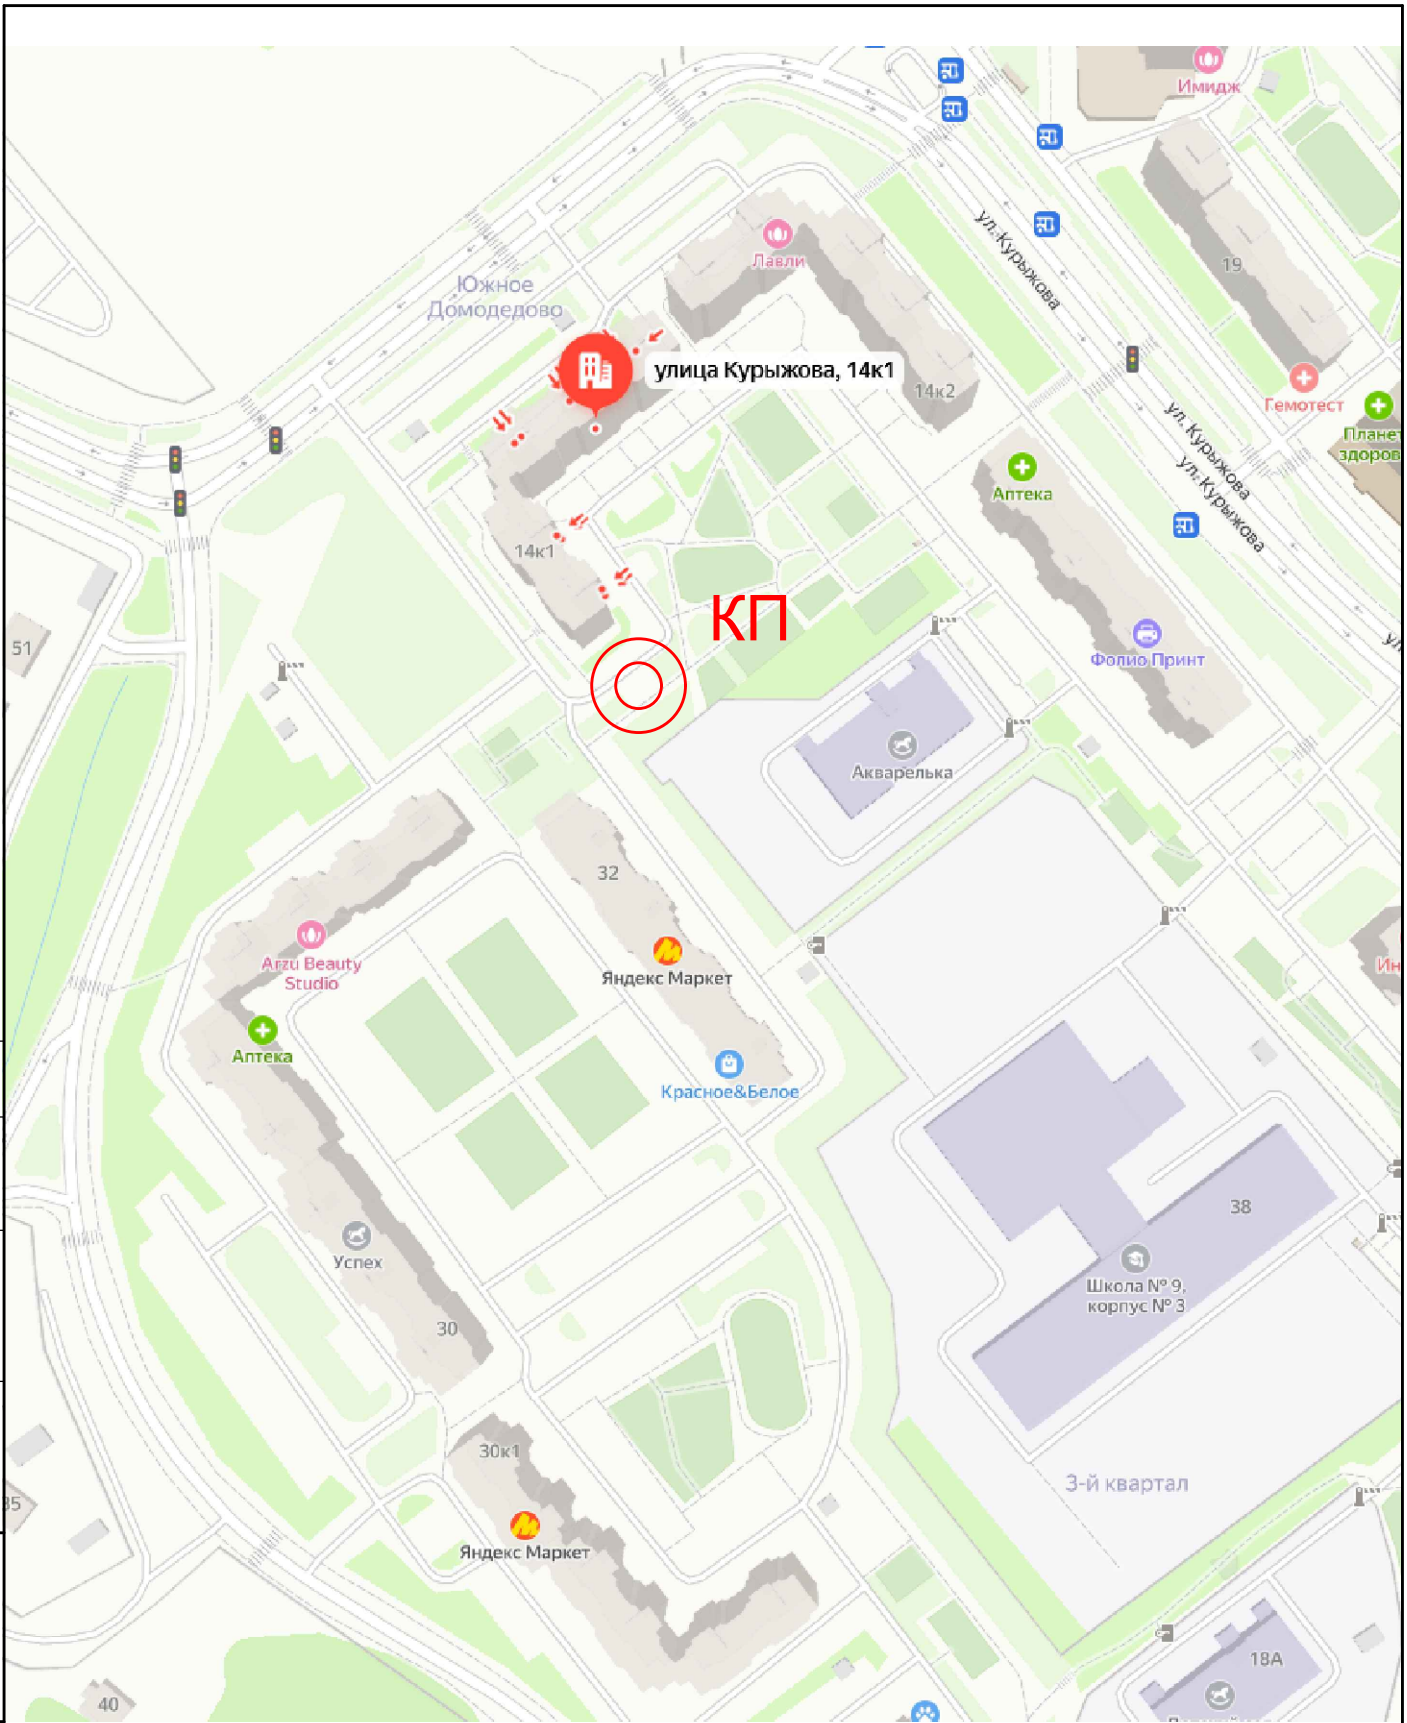 Имидж
ул. Курыжова
Лавли
19
Южное
Домодедово
улица Курыжова, 14к1
14к2
Гемотест
Планет
здоров
ул. Курыжова
ул. Курыжова
Аптека
14к1
КП
51
Фолио Принт
Акварелька
32
Arzu Beauty
Studio
Яндекс Маркет
Ин
Аптека
Красное&Белое
38
Успех
Школа № 9,
корпус № 3
30
30к1
3-й квартал
35
Яндекс Маркет
18А
40